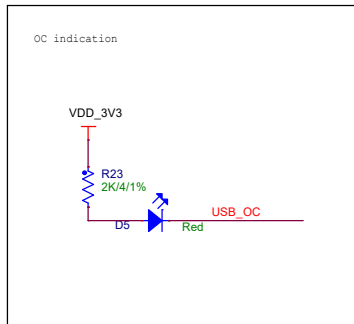 OC indication
VDD_3V3
R23
2K/4/1%
USB_OC
D5
Red